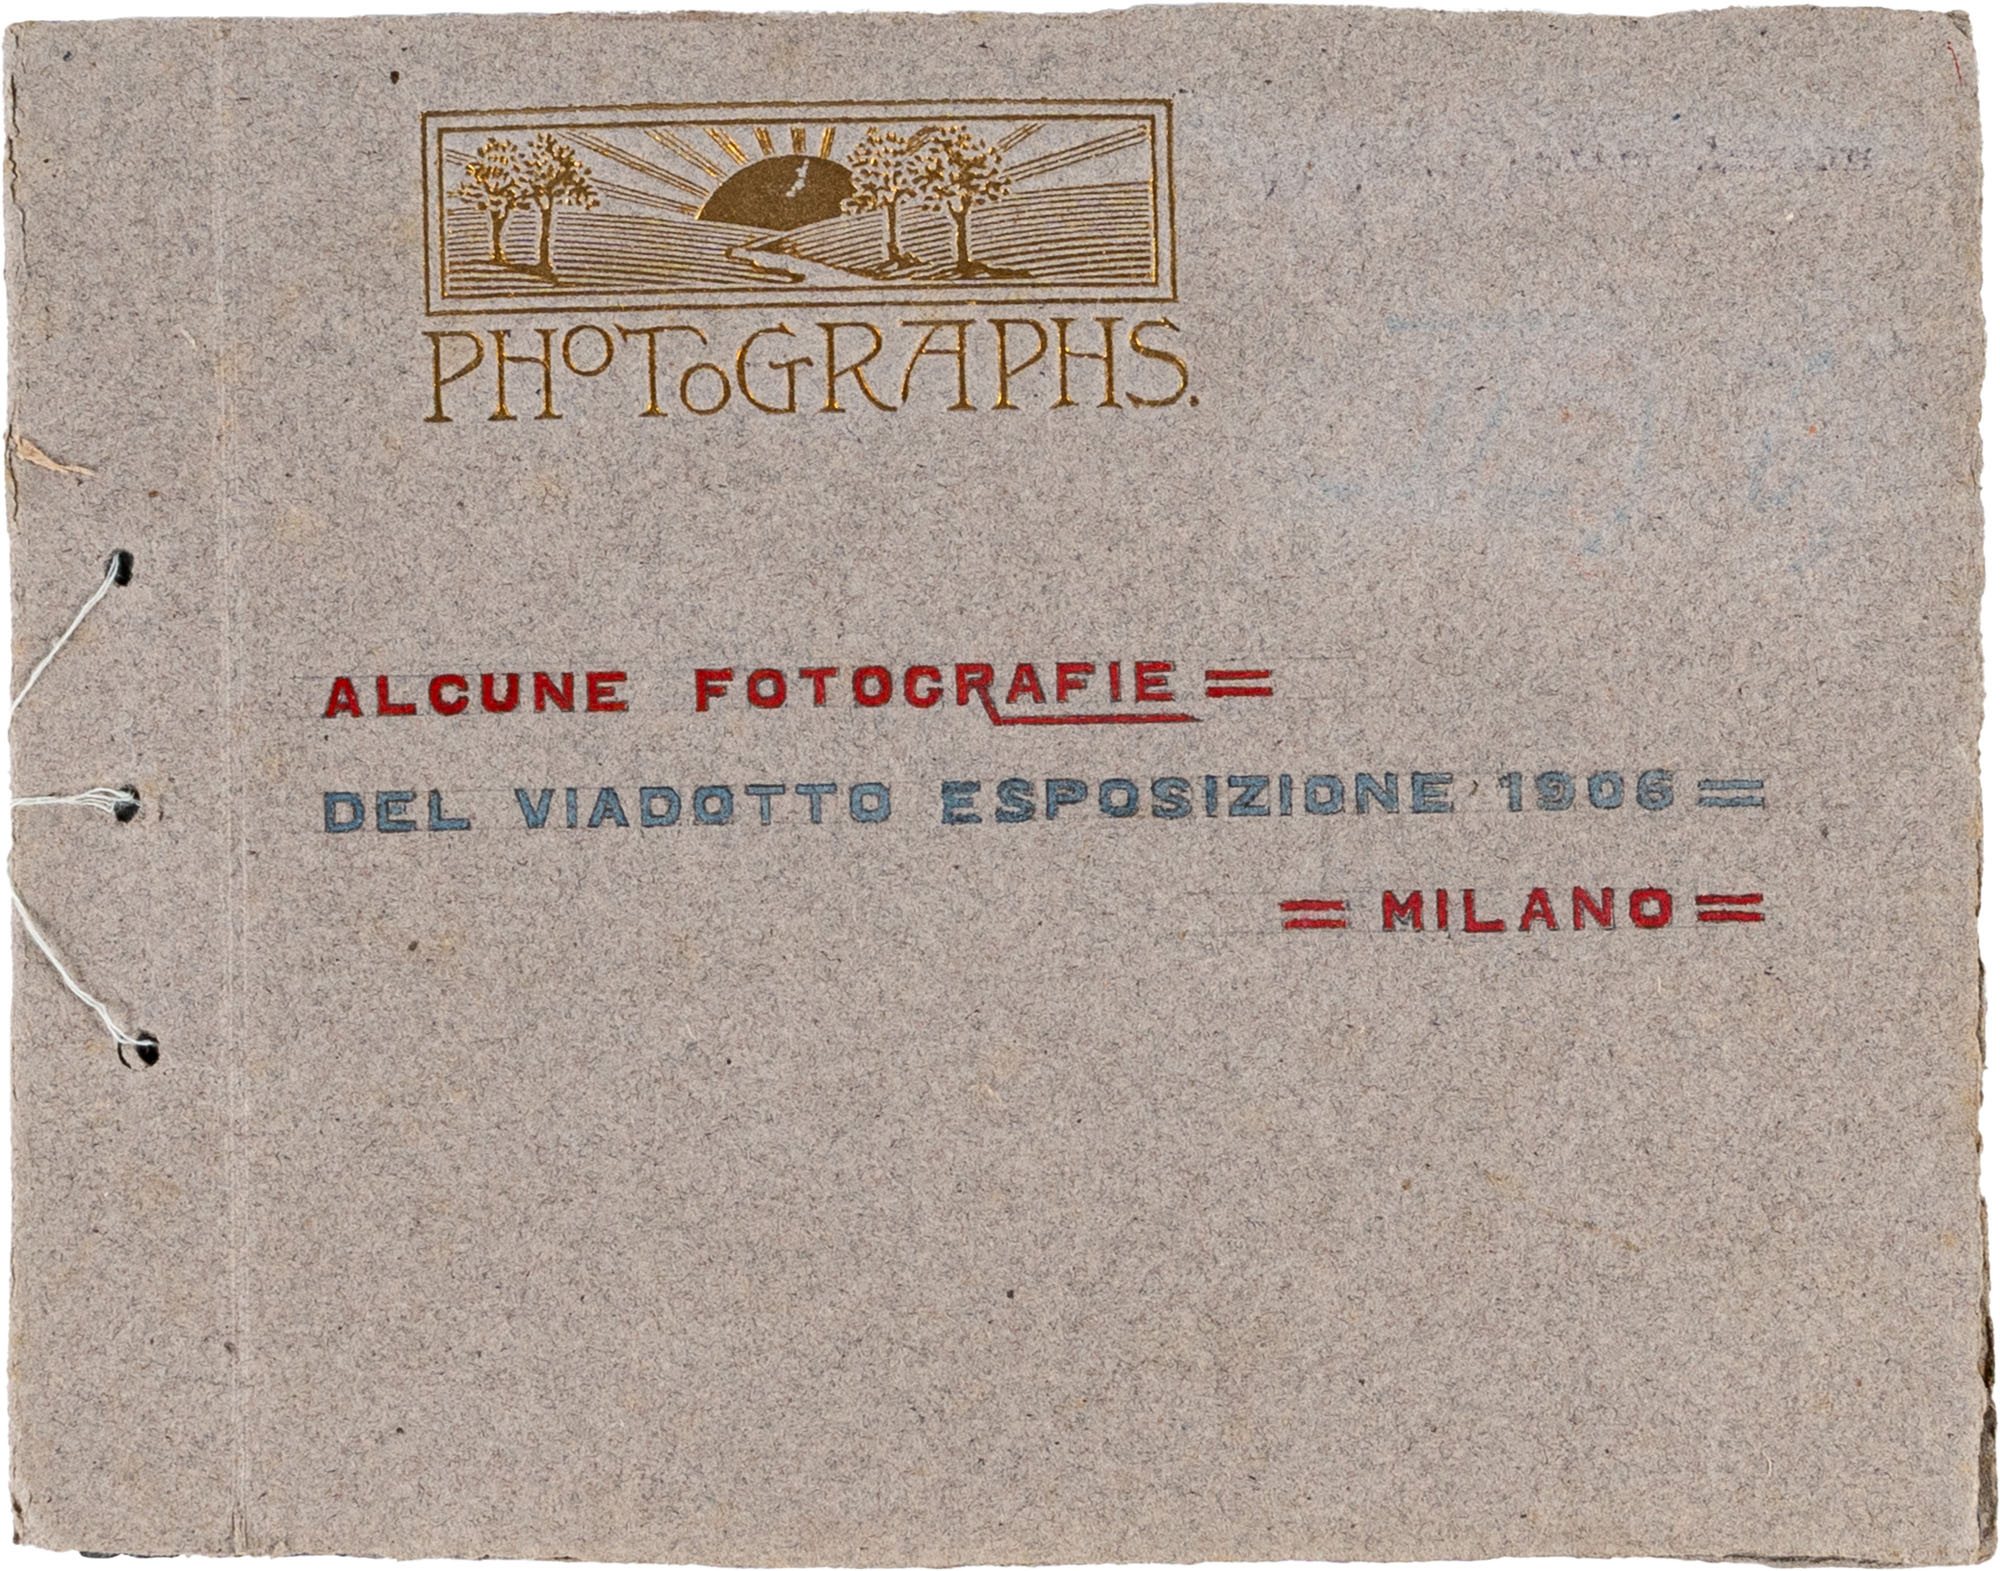 PHOTOGRAPHS.
ALCUNE FOTOGRAFIE =
DEL VIADOTTO ESPOSIZIONE 1906 =
= MILANO =